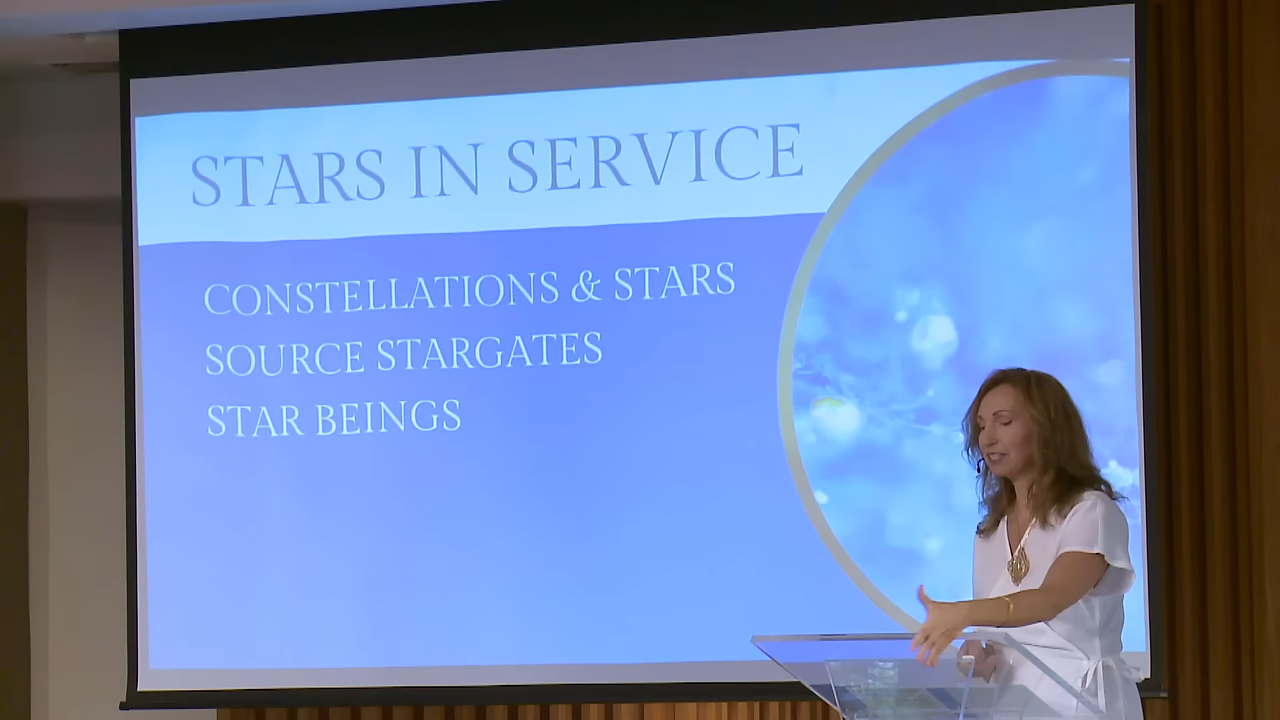 STARS IN SERVICE
CONSTELLATIONS & STARS
SOURCE STARGATES
STAR BEINGS